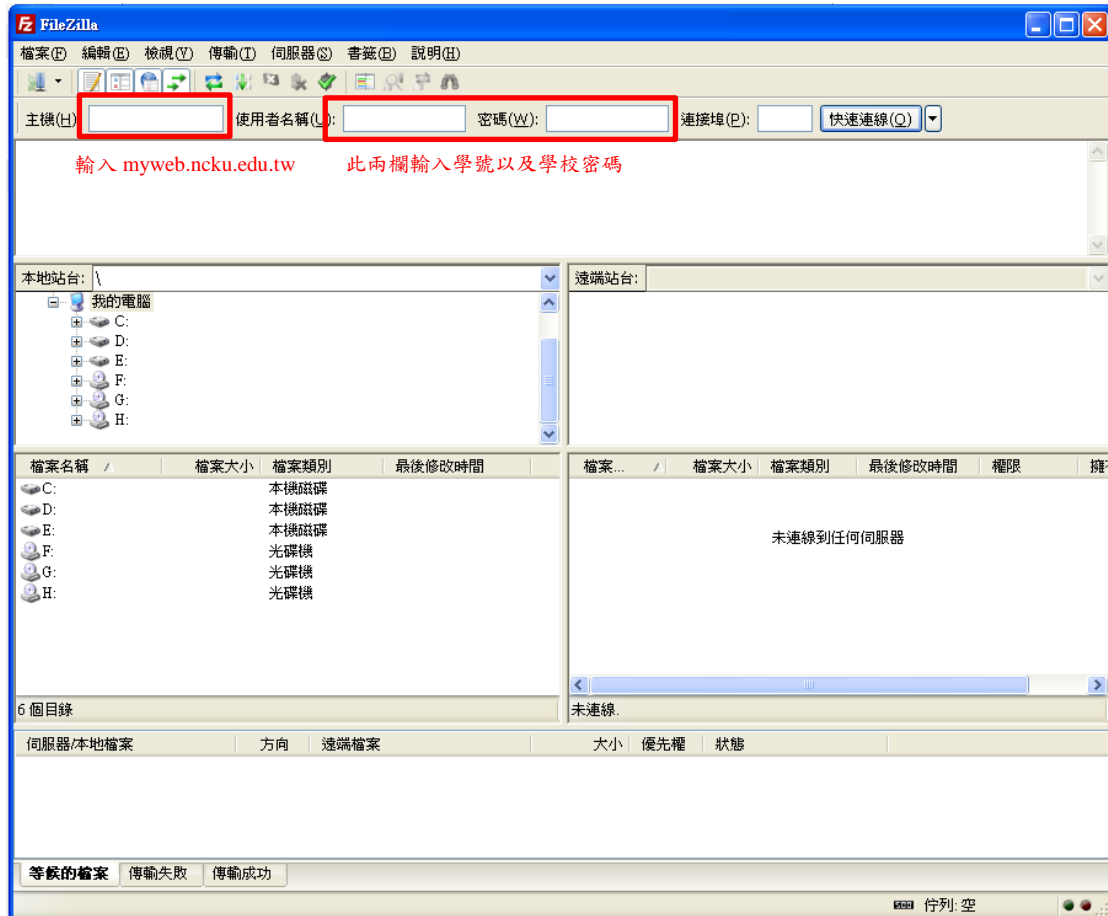 FileZilla
檔案(F) 編輯(E) 檢視(V) 傳輸(T) 伺服器(S) 書籤(B) 說明(H)
主機(H) 使用者名稱(U): 密碼(W): 連接埠(P): 快速連線(Q)
輸入 myweb.ncku.edu.tw 此兩欄輸入學號以及學校密碼
本地站台: \ 遠端站台:
我的電腦
C:
D:
E:
F:
G:
H:
檔案名稱 檔案大小 檔案類別 最後修改時間 檔案... 檔案大小 檔案類別 最後修改時間 權限
C: 本機磁碟
D: 本機磁碟
E: 本機磁碟
未連線到任何伺服器
F: 光碟機
G: 光碟機
H: 光碟機
6 個目錄 未連線.
伺服器/本地檔案 方向 遠端檔案 大小 優先權 狀態
等候的檔案 傳輸失敗 傳輸成功
佇列: 空